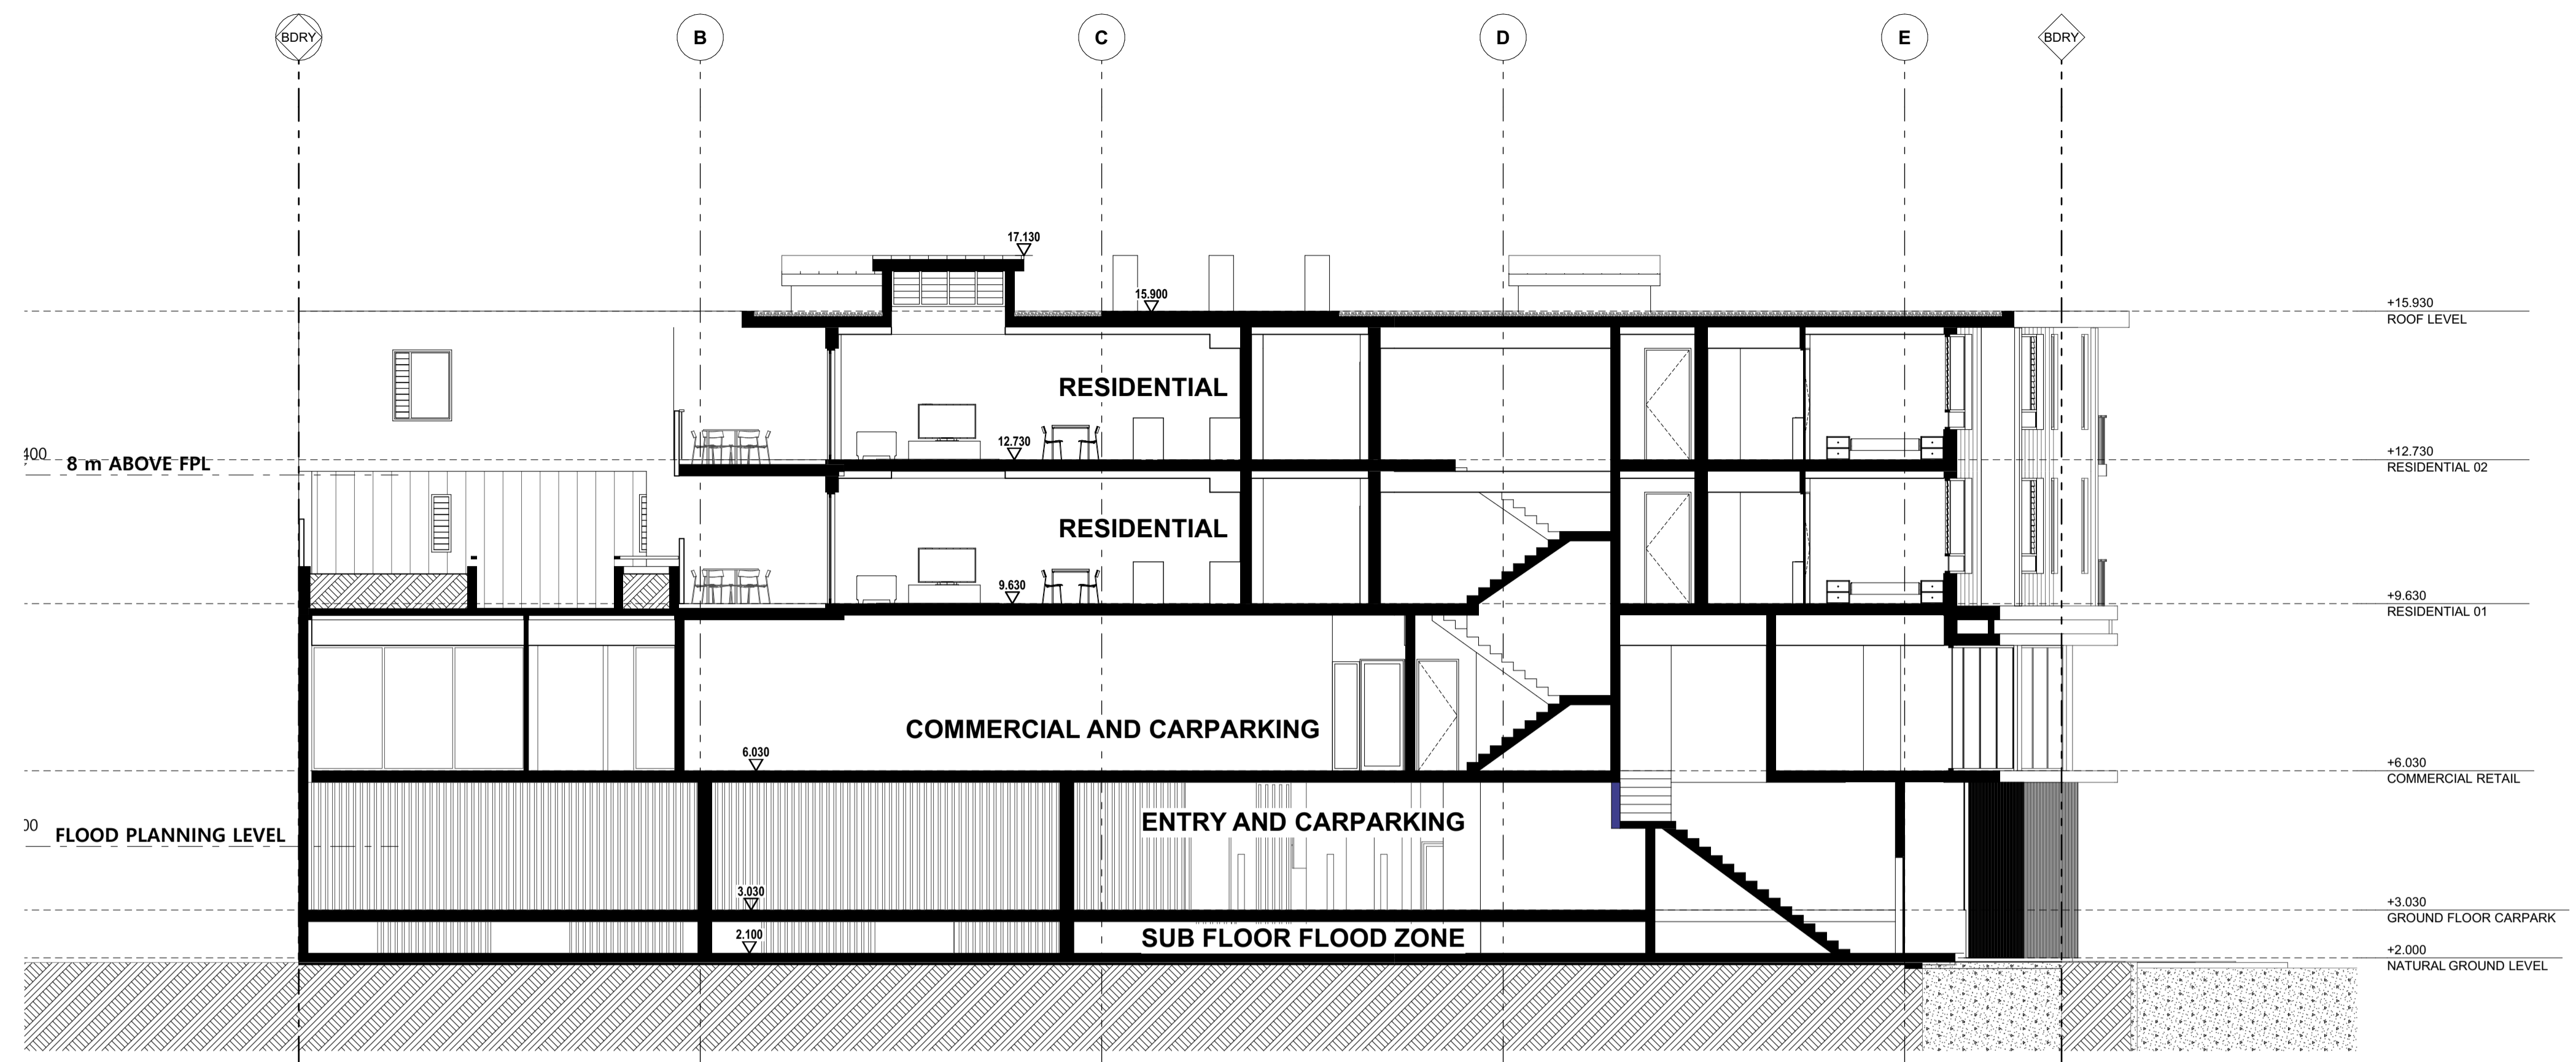 BDRY
B
C
D
E
BDRY
17.130
15.900
+15.930
ROOF LEVEL
RESIDENTIAL
12.730
400
8 m ABOVE FPL
+12.730
RESIDENTIAL 02
RESIDENTIAL
9.630
+9.630
RESIDENTIAL 01
COMMERCIAL AND CARPARKING
6.030
+6.030
COMMERCIAL RETAIL
00
FLOOD PLANNING LEVEL
ENTRY AND CARPARKING
3.030
+3.030
GROUND FLOOR CARPARK
2.100
SUB FLOOR FLOOD ZONE
+2.000
NATURAL GROUND LEVEL